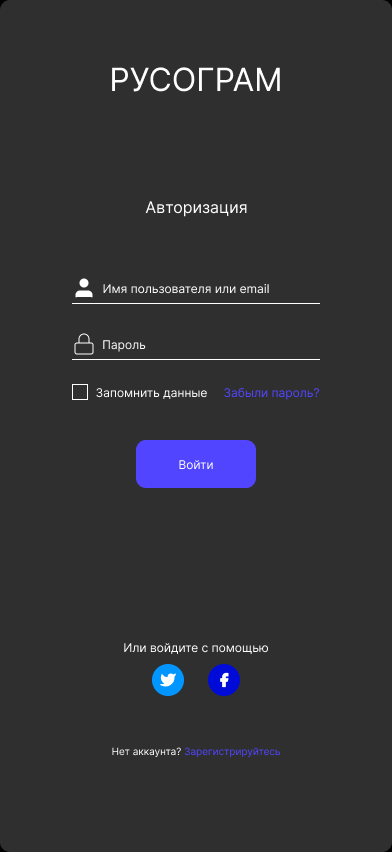 РУСОГРАМ
Авторизация
Имя пользователя или email
Пароль
Запомнить данные Забыли пароль?
Войти
Или войдите с помощью
Нет аккаунта? Зарегистрируйтесь